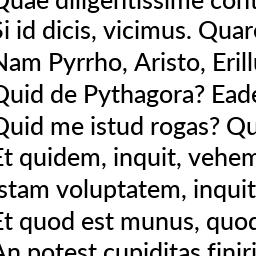 Quae diligentissime cont
Si id dicis, vicimus. Quare
Nam Pyrrho, Aristo, Erillu
Quid de Pythagora? Eade
Quid me istud rogas? Qu
Et quidem, inquit, vehem
Istam voluptatem, inquit
Et quod est munus, quod
An potest cupiditas finiri